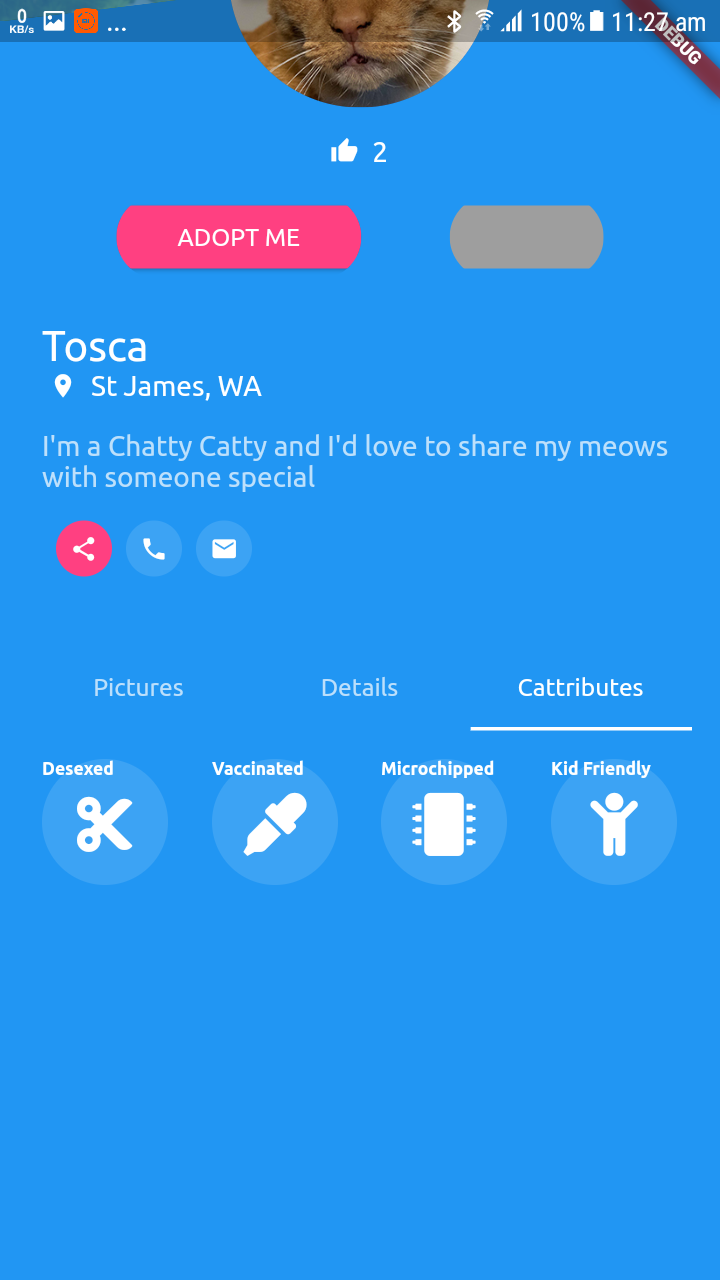 0
KB/s
... 100% 11:27 am
DEBUG
2
ADOPT ME
Tosca
St James, WA
I'm a Chatty Catty and I'd love to share my meows
with someone special
Pictures Details Cattributes
Desexed Vaccinated Microchipped Kid Friendly